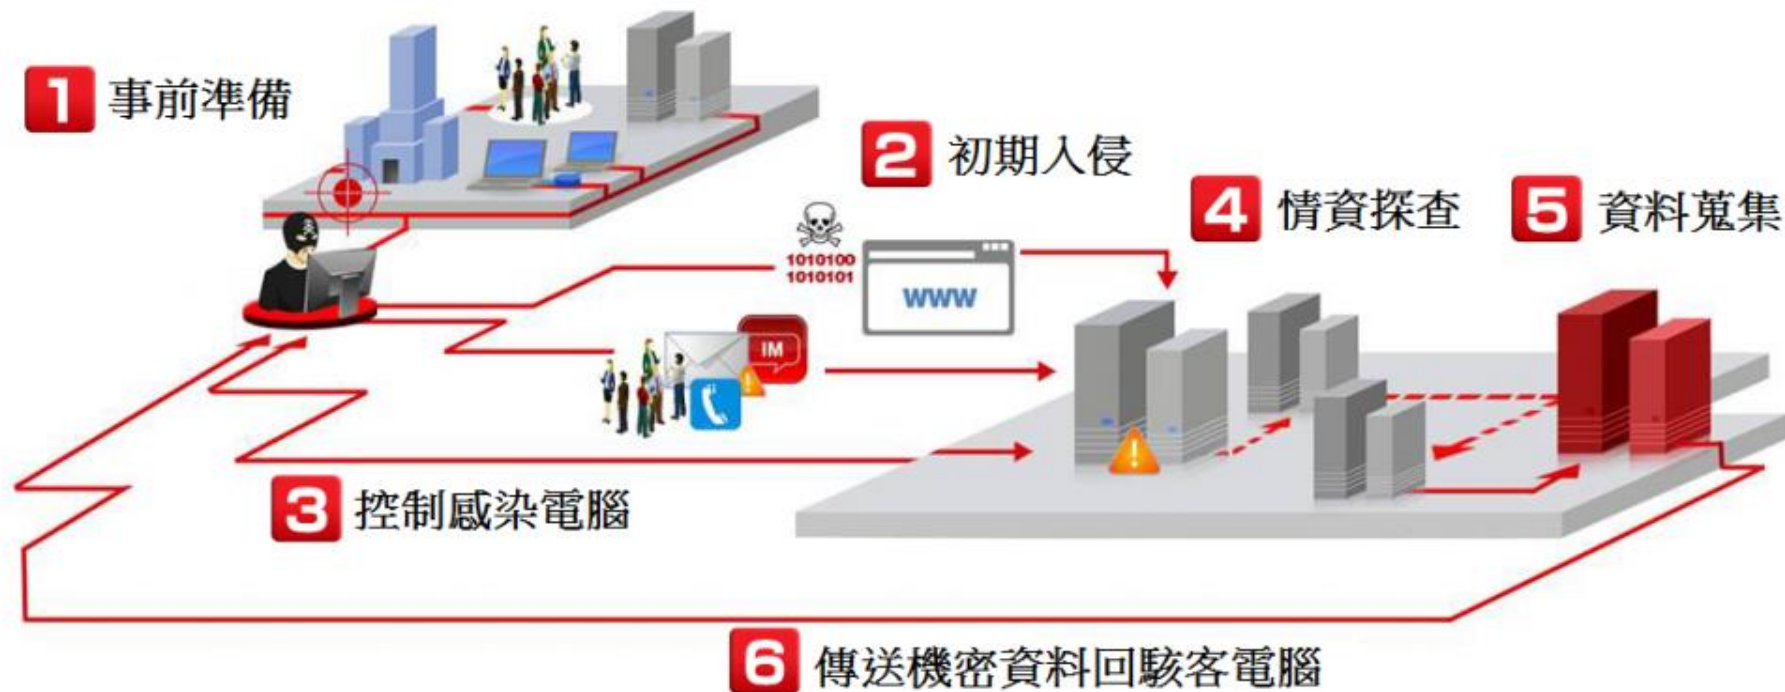 1 事前準備
2 初期入侵
4 情資探查
5 資料蒐集
1010100
1010101
WWW
IM
3 控制感染電腦
6 傳送機密資料回駭客電腦